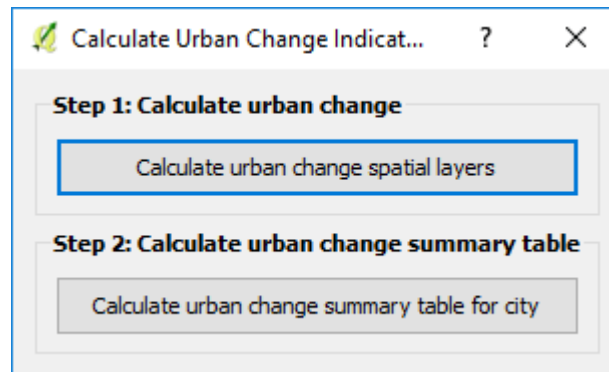 Calculate Urban Change Indicat... ?
Step 1: Calculate urban change
Calculate urban change spatial layers
Step 2: Calculate urban change summary table
Calculate urban change summary table for city